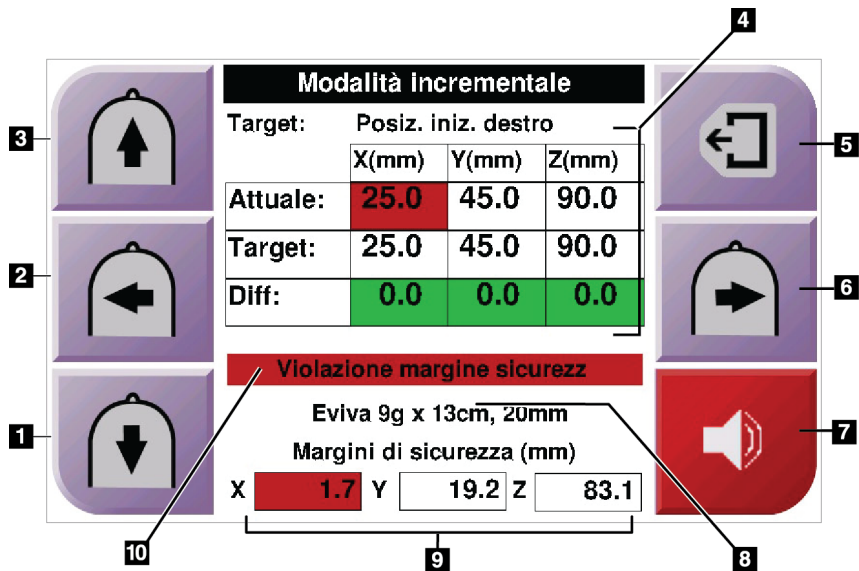 4
Modalità incrementale
3
Target: Posiz. iniz. destro
5
X(mm) Y(mm) Z(mm)
Attuale: 25.0 45.0 90.0
Target: 25.0 45.0 90.0
2
6
Diff: 0.0 0.0 0.0
Violazione margine sicurezz
Eviva 9g x 13cm, 20mm
1
7
Margini di sicurezza (mm)
X 1.7 Y 19.2 Z 83.1
10
9
8